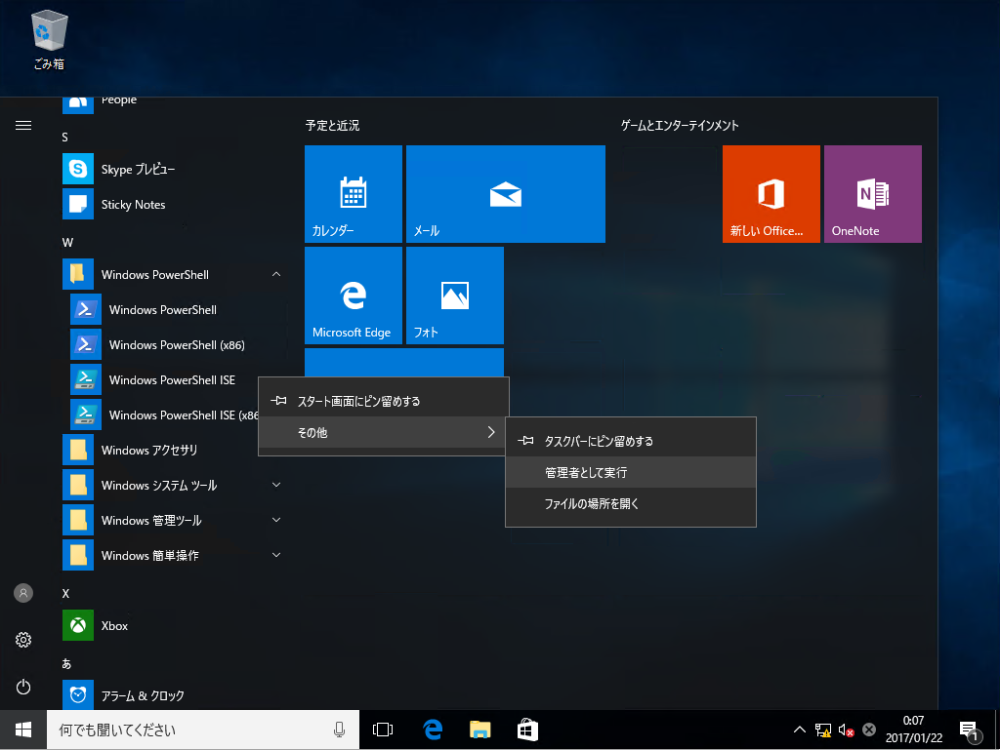 ごみ箱
People
S
Skype プレビュー
Sticky Notes
W
Windows PowerShell
Windows PowerShell
Windows PowerShell (x86)
Windows PowerShell ISE
Windows PowerShell ISE (x86
Windows アクセサリ
Windows システム ツール
Windows 管理ツール
Windows 簡単操作
X
Xbox
あ
アラーム & クロック
予定と近況
カレンダー
メール
Microsoft Edge
フォト
ゲームとエンターテインメント
新しい Office...
OneNote
スタート画面にピン留めする
その他
タスクバーにピン留めする
管理者として実行
ファイルの場所を開く
何でも聞いてください
0:07
2017/01/22
1